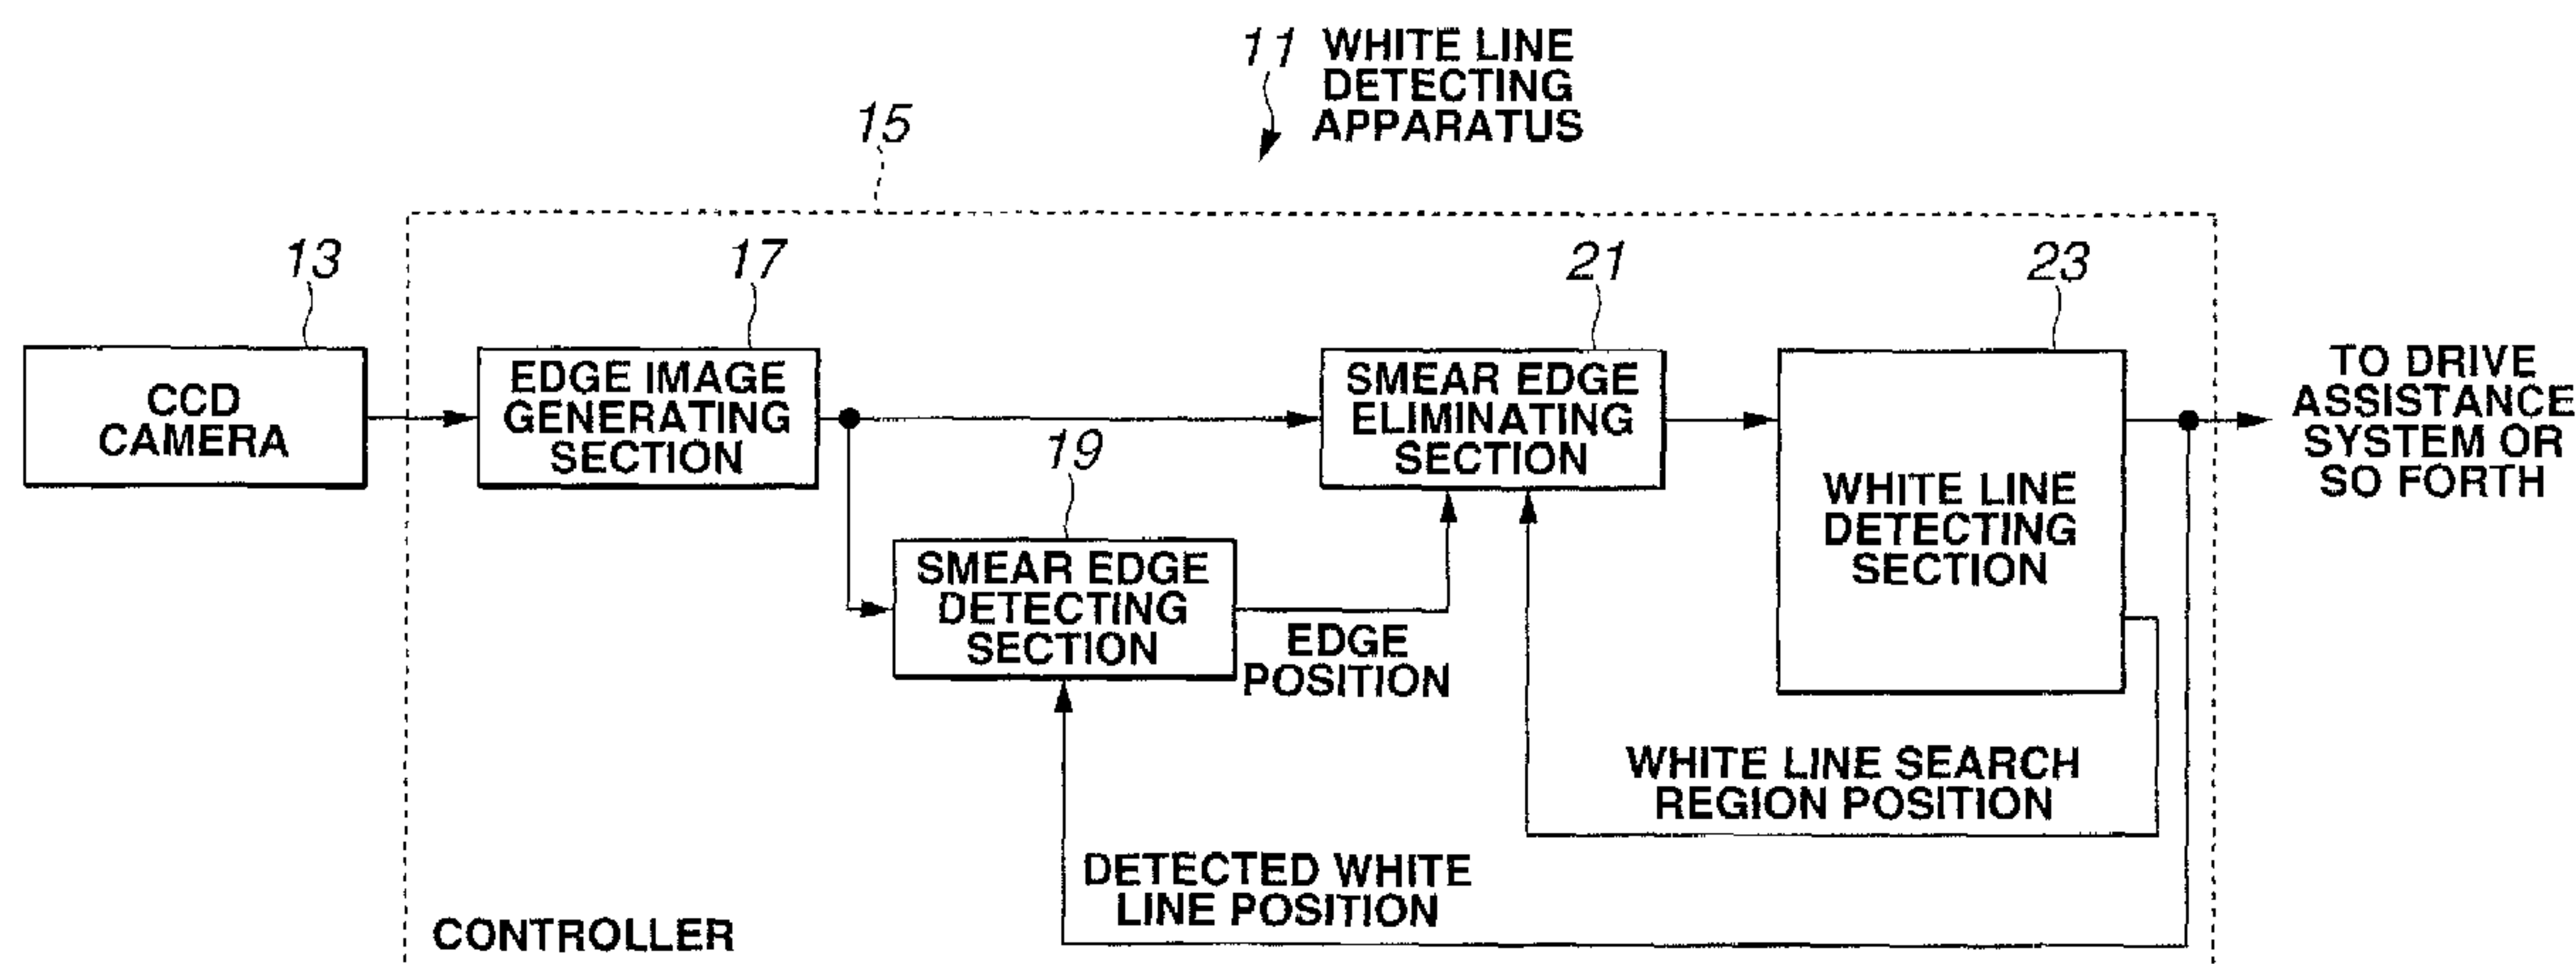 11 WHITE LINE
DETECTING
APPARATUS
15
13
17
21
23
CCD
CAMERA
EDGE IMAGE
GENERATING
SECTION
SMEAR EDGE
ELIMINATING
SECTION
WHITE LINE
DETECTING
SECTION
TO DRIVE
ASSISTANCE
SYSTEM OR
SO FORTH
19
SMEAR EDGE
DETECTING
SECTION
EDGE
POSITION
WHITE LINE SEARCH
REGION POSITION
DETECTED WHITE
LINE POSITION
CONTROLLER